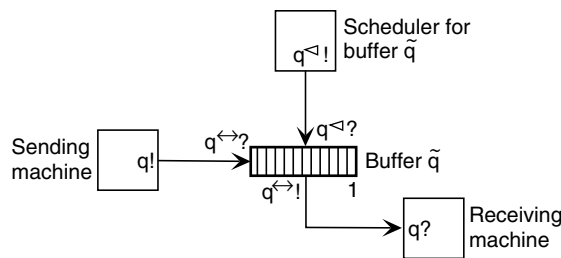 Scheduler for
buffer q̃
q⊲!
Sending
machine
q!
q↔?
q⊲?
Buffer q̃
q↔!
1
q?
Receiving
machine